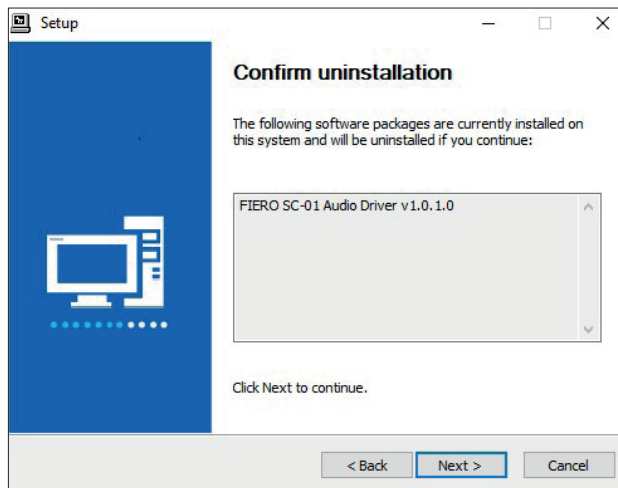 Setup
Confirm uninstallation
The following software packages are currently installed on
this system and will be uninstalled if you continue:
FIERO SC-01 Audio Driver v1.0.1.0
Click Next to continue.
< Back
Next >
Cancel